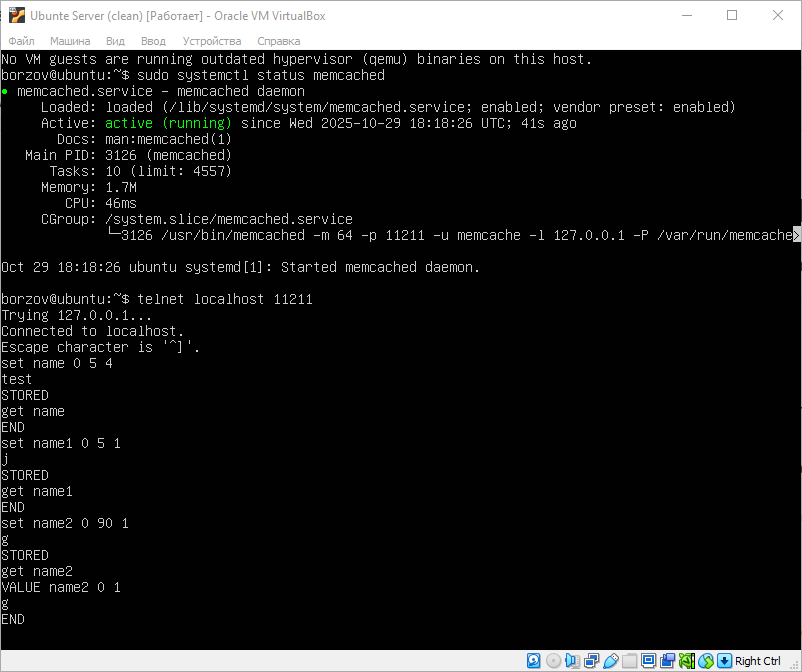 Ubunte Server (clean) [Работает] - Oracle VM VirtualBox
Файл Машина Вид Ввод Устройства Справка
No VM guests are running outdated hypervisor (qemu) binaries on this host.
borzov@ubuntu:~$ sudo systemctl status memcached
● memcached.service - memcached daemon
Loaded: loaded (/lib/systemd/system/memcached.service; enabled; vendor preset: enabled)
Active: active (running) since Wed 2025-10-29 18:18:26 UTC; 41s ago
Docs: man:memcached(1)
Main PID: 3126 (memcached)
Tasks: 10 (limit: 4557)
Memory: 1.7M
CPU: 46ms
CGroup: /system.slice/memcached.service
└─3126 /usr/bin/memcached -m 64 -p 11211 -u memcache -l 127.0.0.1 -P /var/run/memcache>
Oct 29 18:18:26 ubuntu systemd[1]: Started memcached daemon.
borzov@ubuntu:~$ telnet localhost 11211
Trying 127.0.0.1...
Connected to localhost.
Escape character is '^]'.
set name 0 5 4
test
STORED
get name
END
set name1 0 5 1
j
STORED
get name1
END
set name2 0 90 1
g
STORED
get name2
VALUE name2 0 1
g
END
Right Ctrl